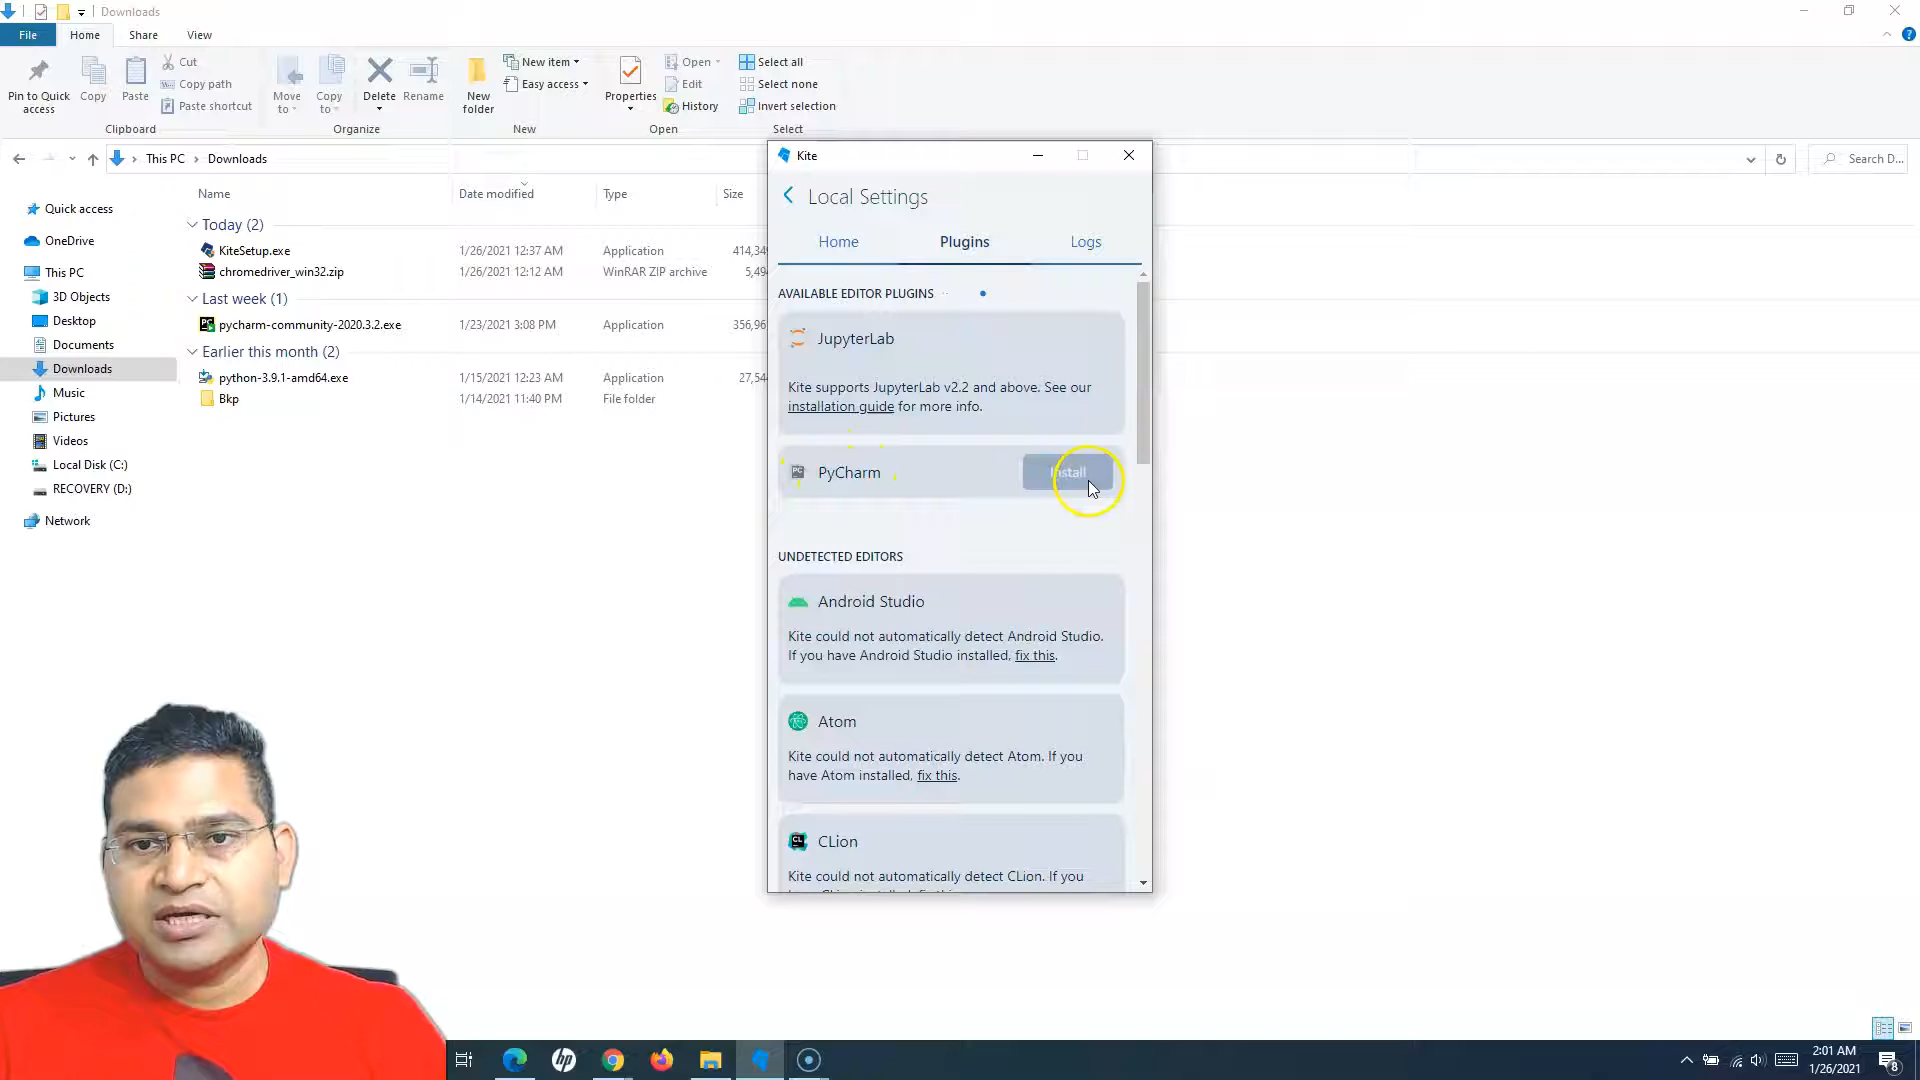 Downloads
File
Home
Share
View
Pin to Quick access
Copy
Paste
Cut
Copy path
Paste shortcut
Clipboard
Move to
Copy to
Delete
Rename
Organize
New folder
New item
Easy access
New
Properties
Open
Edit
History
Open
Select all
Select none
Invert selection
Select
This PC
Downloads
Search D...
Quick access
OneDrive
This PC
3D Objects
Desktop
Documents
Downloads
Music
Pictures
Videos
Local Disk (C:)
RECOVERY (D:)
Network
Name
Date modified
Type
Size
Today (2)
KiteSetup.exe 1/26/2021 12:37 AM Application 414,34
chromedriver_win32.zip 1/26/2021 12:12 AM WinRAR ZIP archive 5,49
Last week (1)
pycharm-community-2020.3.2.exe 1/23/2021 3:08 PM Application 356,96
Earlier this month (2)
python-3.9.1-amd64.exe 1/15/2021 12:23 AM Application 27,54
Bkp 1/14/2021 11:40 PM File folder
Kite
Local Settings
Home
Plugins
Logs
AVAILABLE EDITOR PLUGINS
JupyterLab
Kite supports JupyterLab v2.2 and above. See our
installation guide for more info.
PyCharm
Install
UNDETECTED EDITORS
Android Studio
Kite could not automatically detect Android Studio.
If you have Android Studio installed, fix this.
Atom
Kite could not automatically detect Atom. If you
have Atom installed, fix this.
CLion
Kite could not automatically detect CLion. If you
2:01 AM
1/26/2021
8